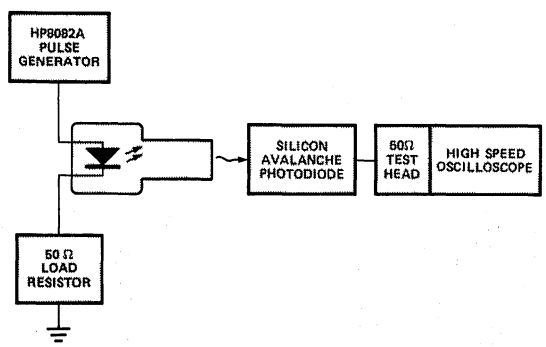 HP8082A
PULSE
GENERATOR
SILICON
AVALANCHE
PHOTODIODE
50Ω
TEST
HEAD
HIGH SPEED
OSCILLOSCOPE
50 Ω
LOAD
RESISTOR